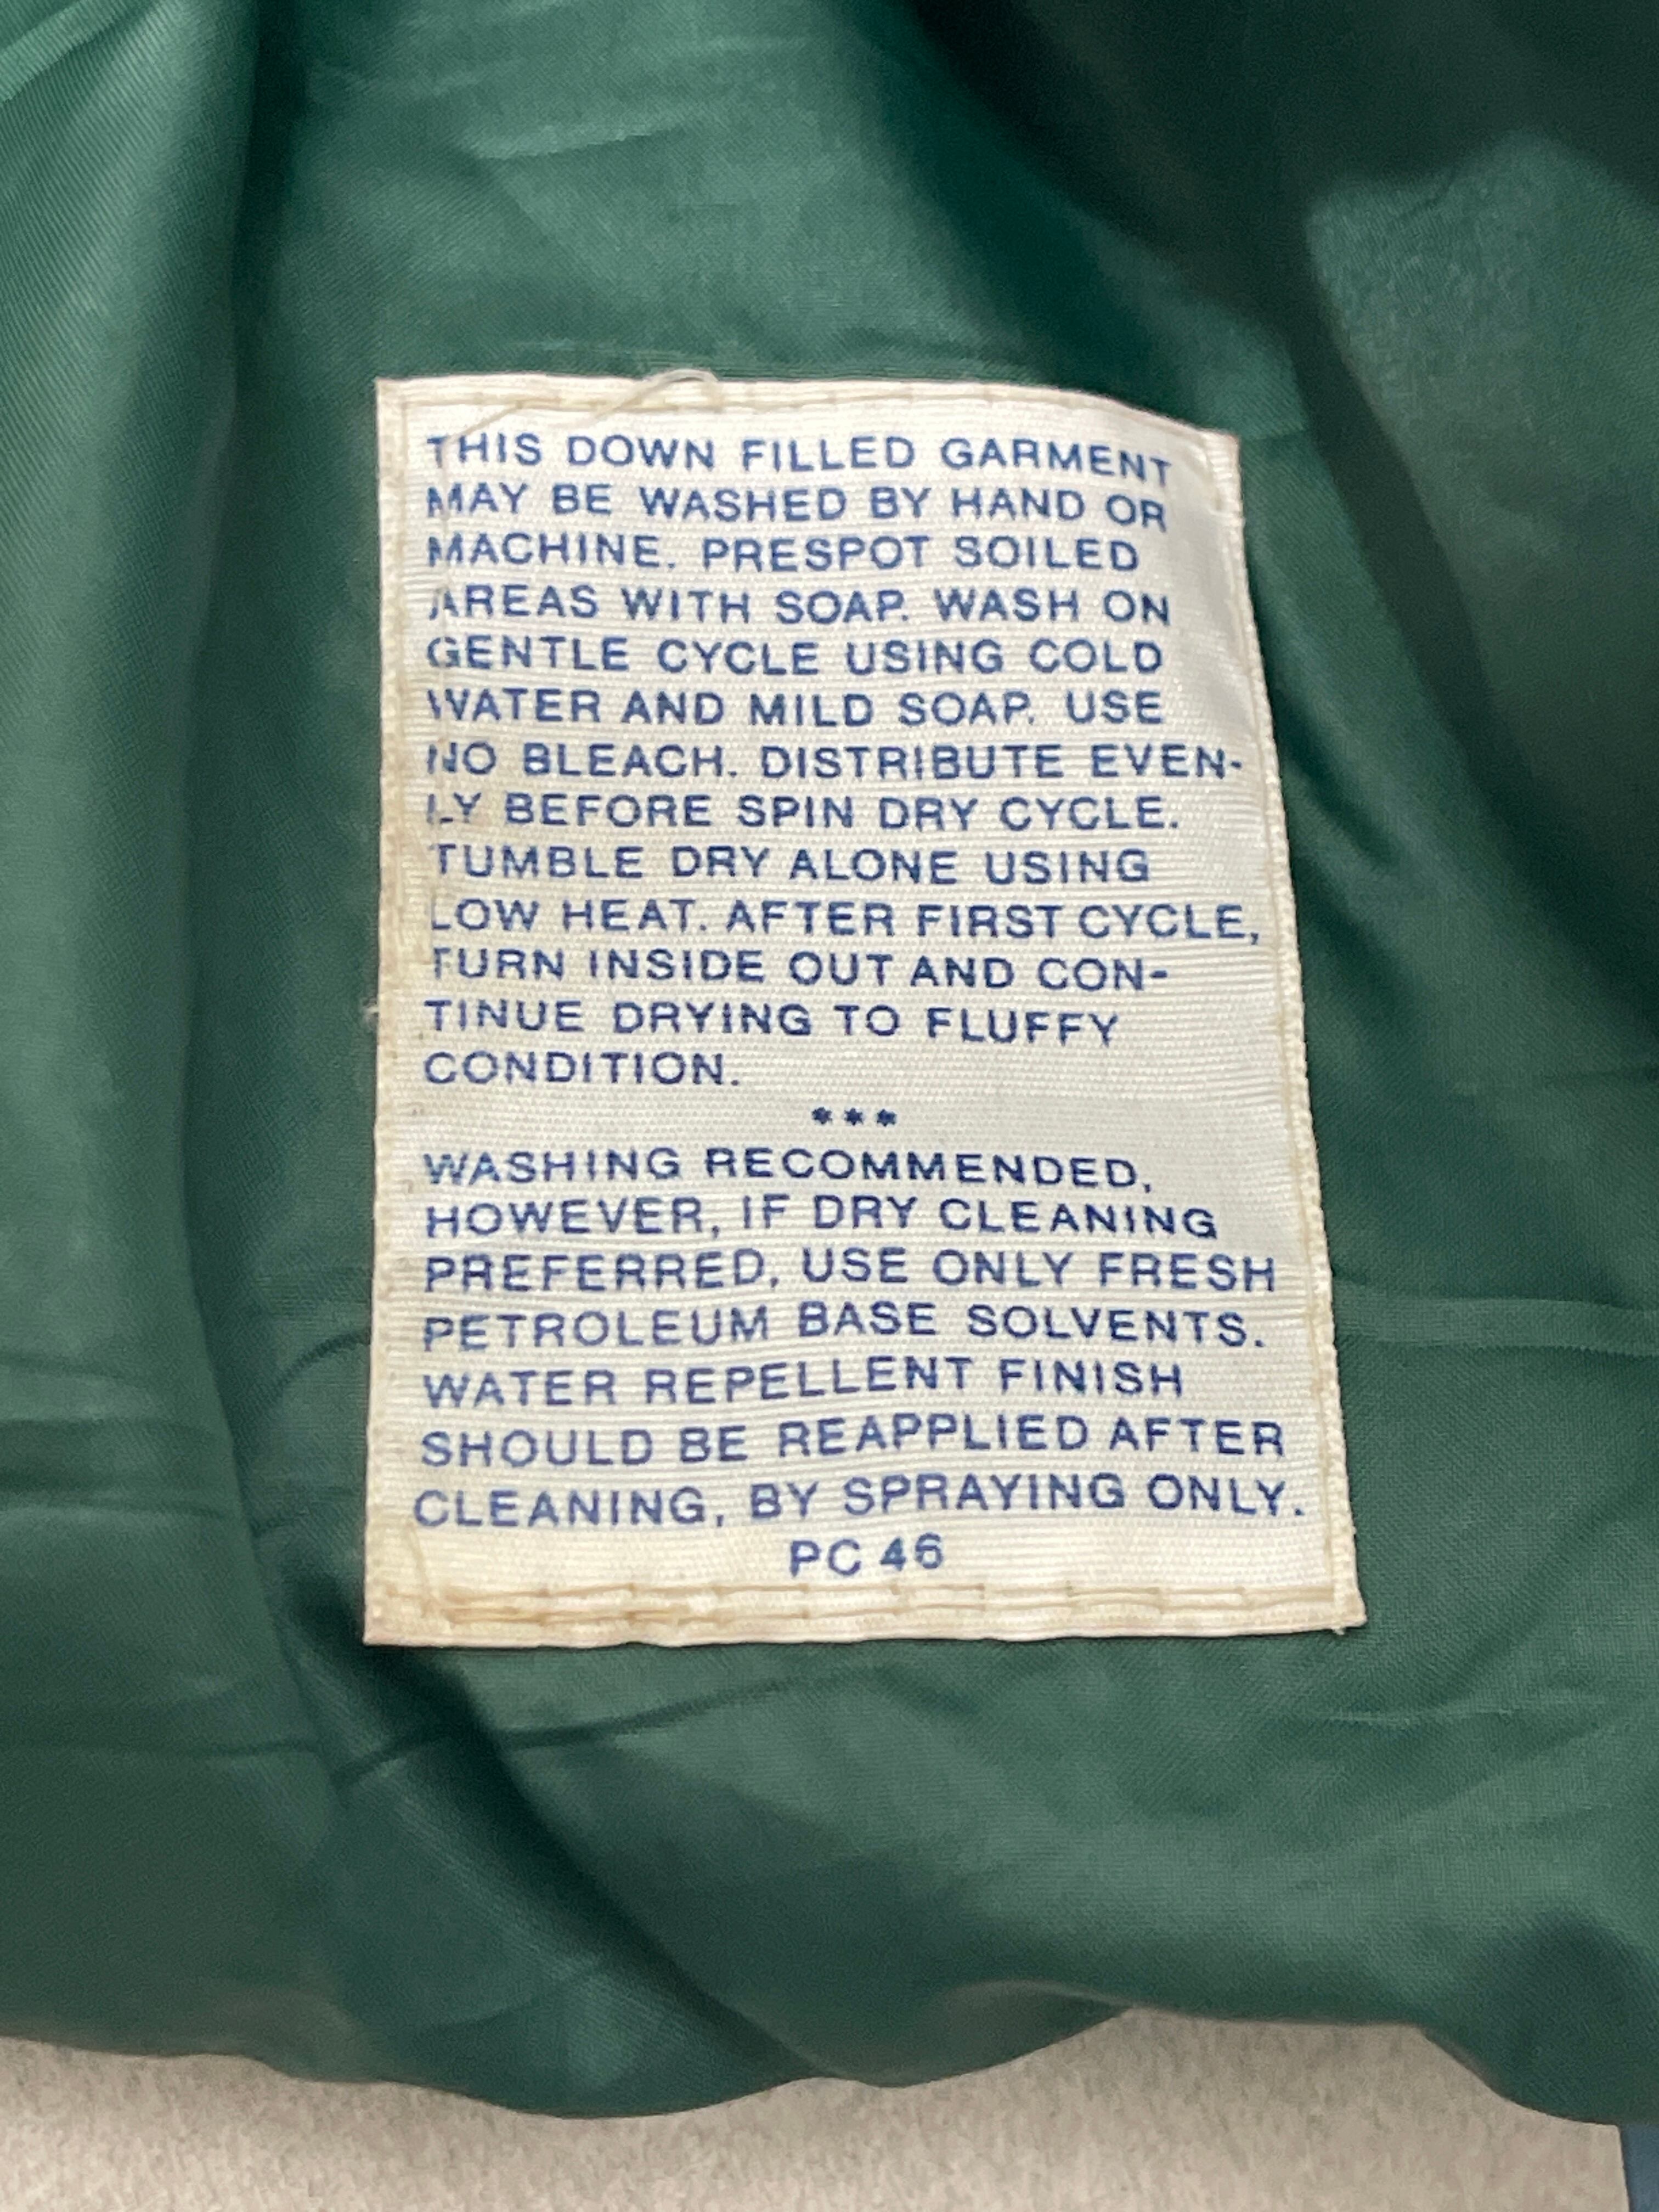 THIS DOWN FILLED GARMENT
MAY BE WASHED BY HAND OR
MACHINE. PRESPOT SOILED
AREAS WITH SOAP. WASH ON
GENTLE CYCLE USING COLD
WATER AND MILD SOAP. USE
NO BLEACH. DISTRIBUTE EVEN-
LY BEFORE SPIN DRY CYCLE.
TUMBLE DRY ALONE USING
LOW HEAT. AFTER FIRST CYCLE,
TURN INSIDE OUT AND CON-
TINUE DRYING TO FLUFFY
CONDITION.
***
WASHING RECOMMENDED,
HOWEVER, IF DRY CLEANING
PREFERRED, USE ONLY FRESH
PETROLEUM BASE SOLVENTS.
WATER REPELLENT FINISH
SHOULD BE REAPPLIED AFTER
CLEANING, BY SPRAYING ONLY.
PC 46